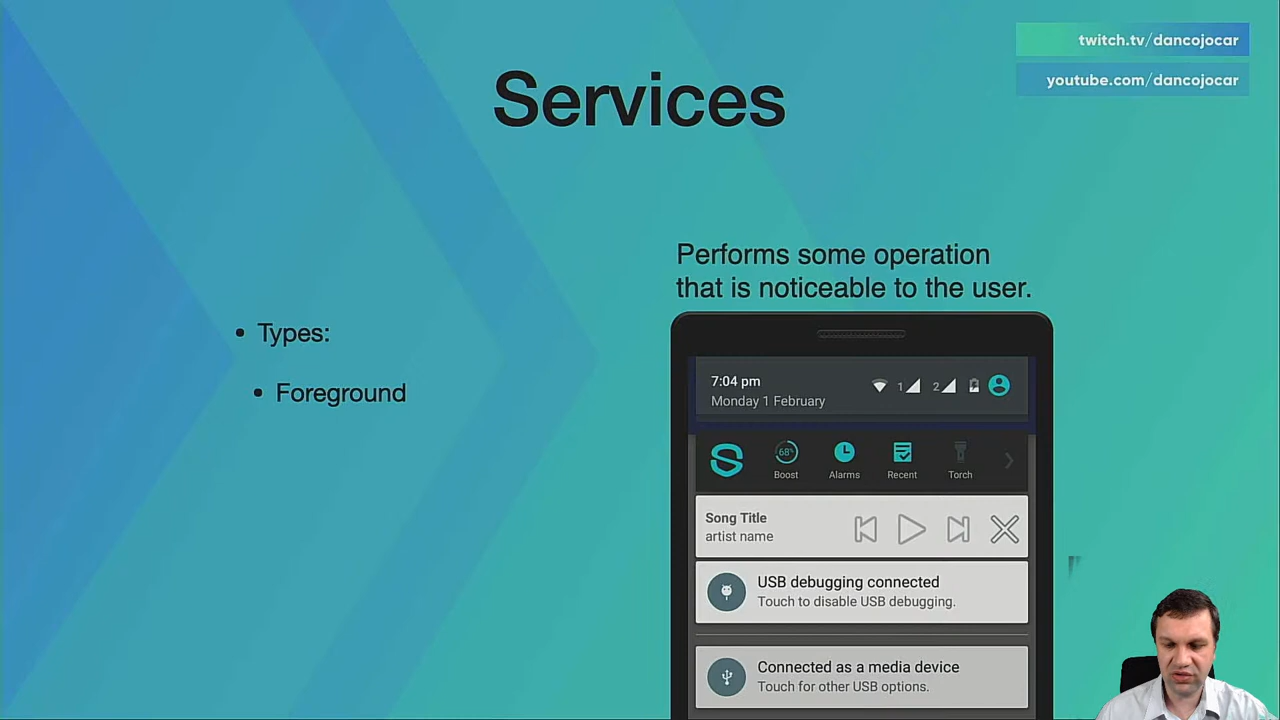 twitch.tv/dancojocar
youtube.com/dancojocar
Services
Performs some operation
that is noticeable to the user.
• Types:
• Foreground
7:04 pm
Monday 1 February
1
2
68%
Boost
Alarms
Recent
Torch
Song Title
artist name
USB debugging connected
Touch to disable USB debugging.
Connected as a media device
Touch for other USB options.